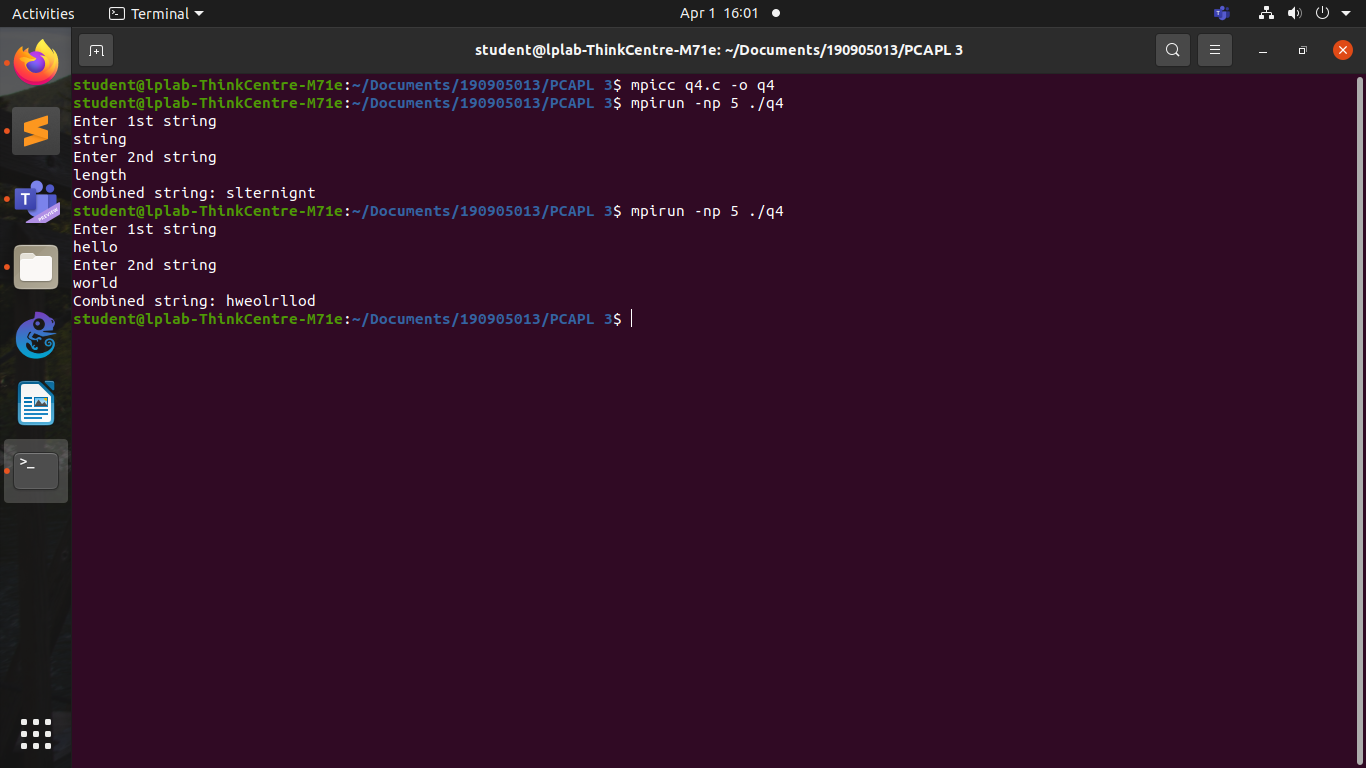 Activities Terminal Apr 1 16:01
student@lplab-ThinkCentre-M71e: ~/Documents/190905013/PCAPL 3
student@lplab-ThinkCentre-M71e:~/Documents/190905013/PCAPL 3$ mpicc q4.c -o q4
student@lplab-ThinkCentre-M71e:~/Documents/190905013/PCAPL 3$ mpirun -np 5 ./q4
Enter 1st string
string
Enter 2nd string
length
Combined string: slternignt
student@lplab-ThinkCentre-M71e:~/Documents/190905013/PCAPL 3$ mpirun -np 5 ./q4
Enter 1st string
hello
Enter 2nd string
world
Combined string: hweolrllod
student@lplab-ThinkCentre-M71e:~/Documents/190905013/PCAPL 3$
T
PREVIEW
>_